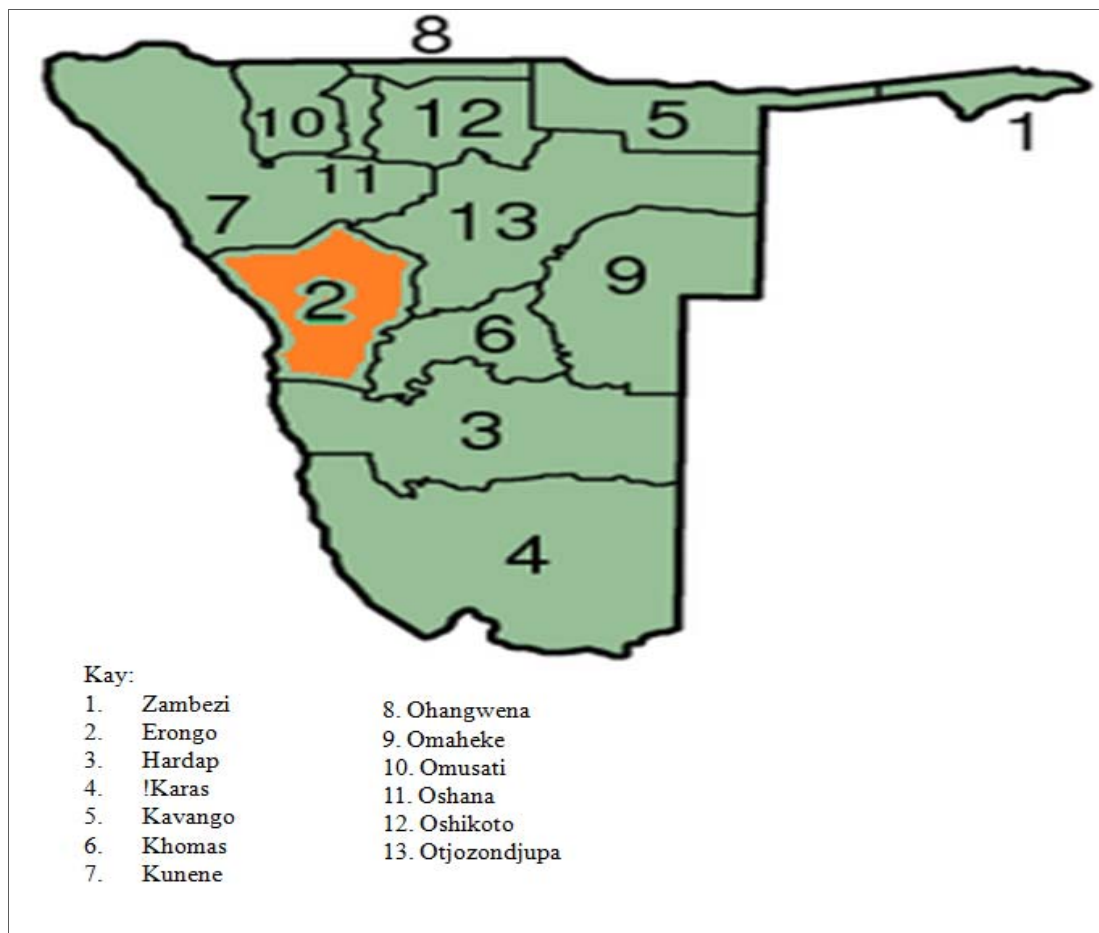 8
10
12
5
1
11
7
13
9
2
6
3
4
Kay:
1. Zambezi
2. Erongo
3. Hardap
4. !Karas
5. Kavango
6. Khomas
7. Kunene
8. Ohangwena
9. Omaheke
10. Omusati
11. Oshana
12. Oshikoto
13. Otjozondjupa